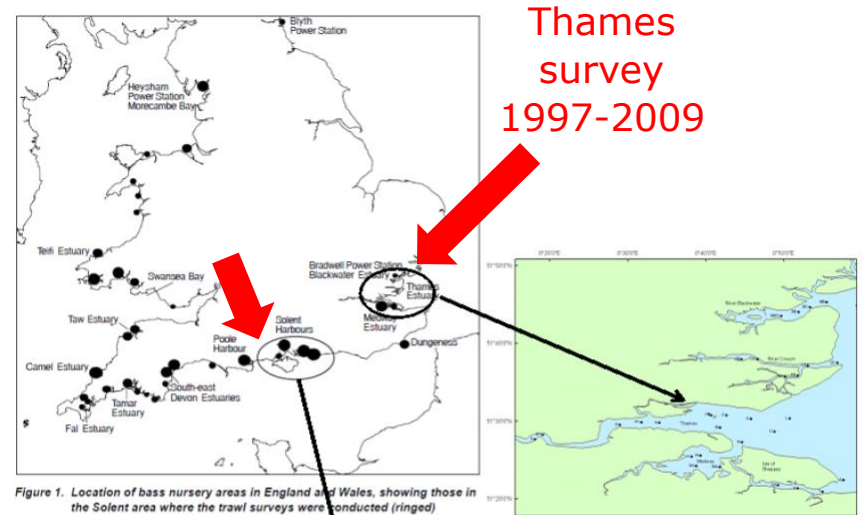 Thames
survey
1997-2009
Blyth
Power Station
Heysham
Power Station
Morecambe Bay
Teifi Estuary
Swansea Bay
Bradwell Power Station
Blackwater Estuary
Thames
Estuary
Taw Estuary
Solent
Harbours
Poole
Harbour
Dungeness
Camel Estuary
South-east
Devon Estuaries
Tamar
Estuary
Fal Estuary
Estuary
River Blackwater
River Crouch
Thames
Medway
Isle of
Sheppey
Figure 1. Location of bass nursery areas in England and Wales, showing those in
the Solent area where the trawl surveys were conducted (ringed)